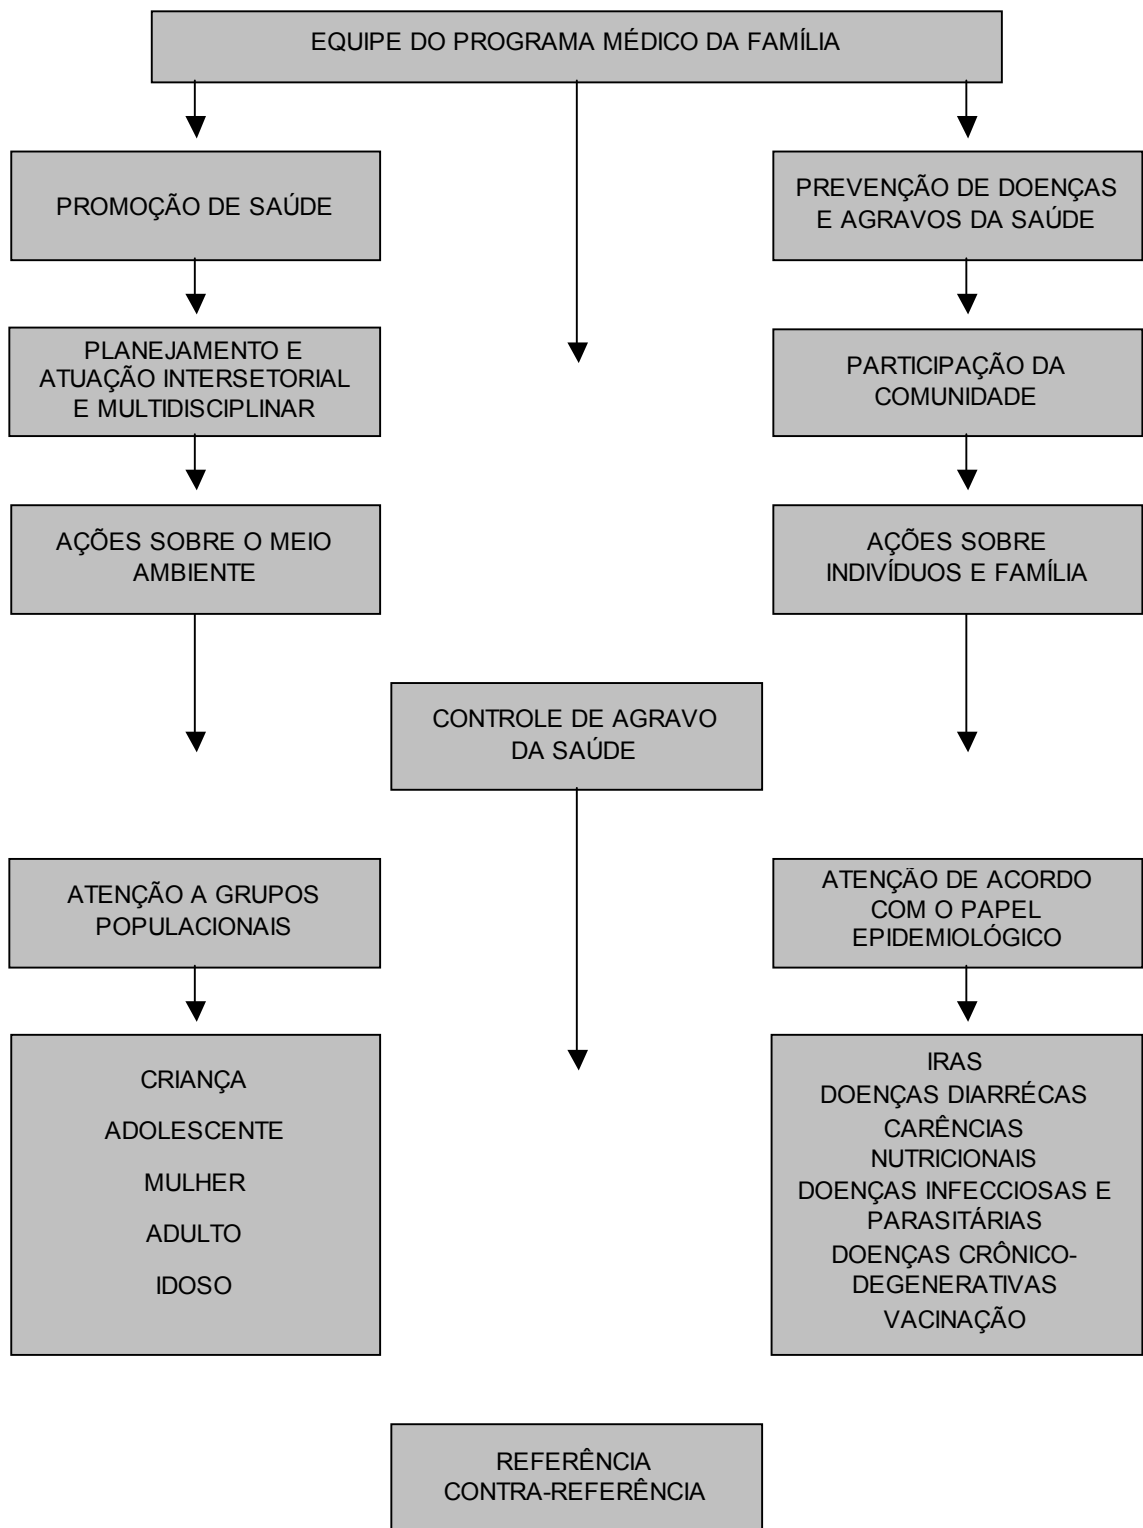 EQUIPE DO PROGRAMA MÉDICO DA FAMÍLIA
PROMOÇÃO DE SAÚDE
PREVENÇÃO DE DOENÇAS
E AGRAVOS DA SAÚDE
PLANEJAMENTO E
ATUAÇÃO INTERSETORIAL
E MULTIDISCIPLINAR
PARTICIPAÇÃO DA
COMUNIDADE
AÇÕES SOBRE O MEIO
AMBIENTE
AÇÕES SOBRE
INDIVÍDUOS E FAMÍLIA
CONTROLE DE AGRAVO
DA SAÚDE
ATENÇÃO A GRUPOS
POPULACIONAIS
ATENÇÃO DE ACORDO
COM O PAPEL
EPIDEMIOLÓGICO
CRIANÇA
ADOLESCENTE
MULHER
ADULTO
IDOSO
IRAS
DOENÇAS DIARRÉCAS
CARÊNCIAS
NUTRICIONAIS
DOENÇAS INFECCIOSAS E
PARASITÁRIAS
DOENÇAS CRÔNICO-
DEGENERATIVAS
VACINAÇÃO
REFERÊNCIA
CONTRA-REFERÊNCIA